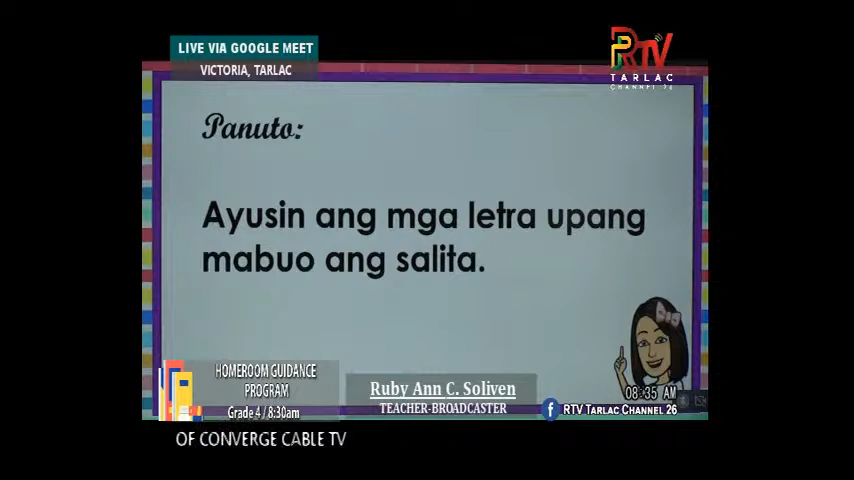 LIVE VIA GOOGLE MEET
VICTORIA, TARLAC
RTV
TARLAC
CHANNEL 26
Panuto:
Ayusin ang mga letra upang
mabuo ang salita.
HOMEROOM GUIDANCE
PROGRAM
Grade 4 / 8:30am
Ruby Ann C. Soliven
TEACHER-BROADCASTER
08:35 AM
f RTV TARLAC CHANNEL 26
OF CONVERGE CABLE TV